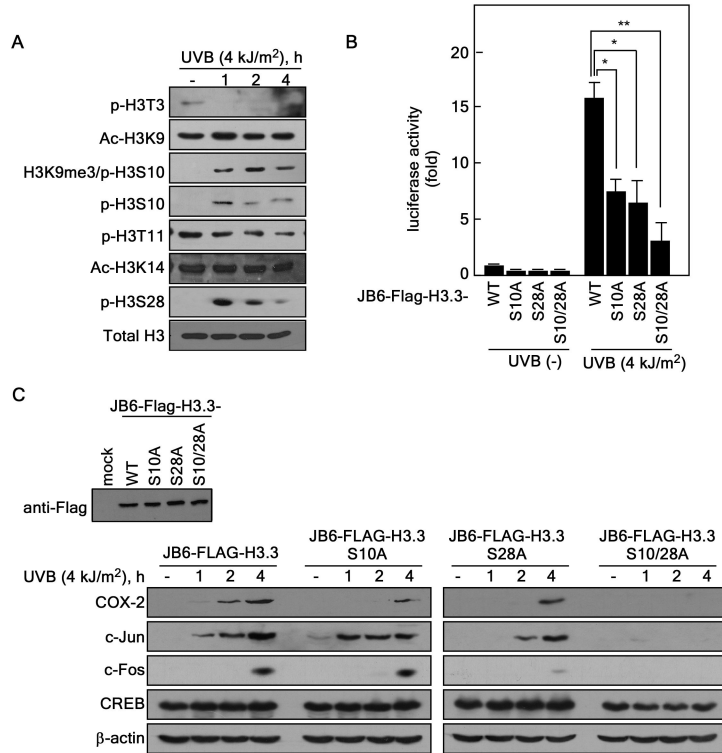 A
UVB (4 kJ/m²), h
- 1 2 4
p-H3T3
Ac-H3K9
H3K9me3/p-H3S10
p-H3S10
p-H3T11
Ac-H3K14
p-H3S28
Total H3
B
luciferase activity
(fold)
20
15
10
5
0
**
*
*
JB6-Flag-H3.3-
WT S10A S28A S10/28A WT S10A S28A S10/28A
UVB (-) UVB (4 kJ/m²)
C
JB6-Flag-H3.3-
mock WT S10A S28A S10/28A
anti-Flag
JB6-FLAG-H3.3
JB6-FLAG-H3.3
S10A
JB6-FLAG-H3.3
S28A
JB6-FLAG-H3.3
S10/28A
UVB (4 kJ/m²), h - 1 2 4 - 1 2 4 - 1 2 4 - 1 2 4
COX-2
c-Jun
c-Fos
CREB
β-actin